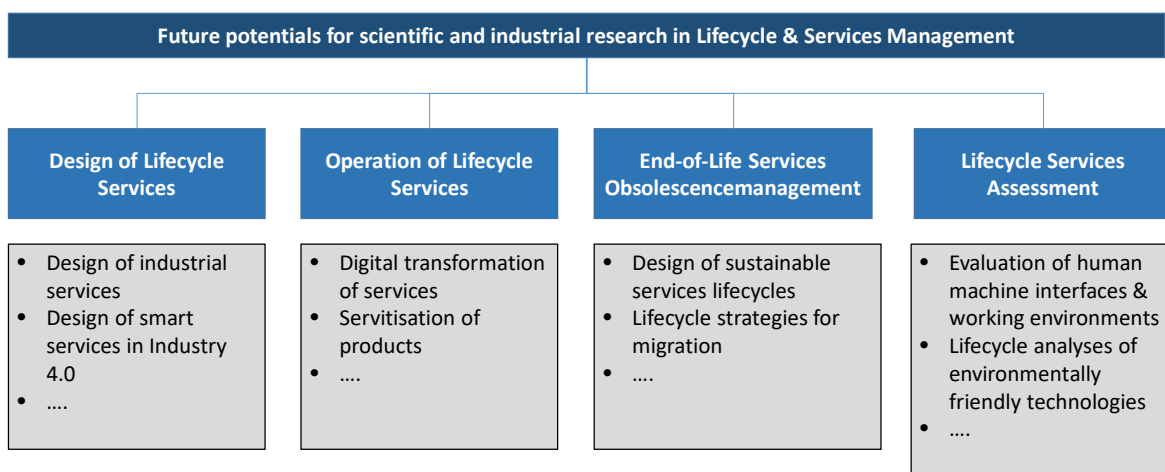 Future potentials for scientific and industrial research in Lifecycle & Services Management
Design of Lifecycle
Services
Operation of Lifecycle
Services
End-of-Life Services
Obsolescencemanagement
Lifecycle Services
Assessment
• Design of industrial
services
• Design of smart
services in Industry
4.0
• ....
• Digital transformation
of services
• Servitisation of
products
• ....
• Design of sustainable
services lifecycles
• Lifecycle strategies for
migration
• ....
• Evaluation of human
machine interfaces &
working environments
• Lifecycle analyses of
environmentally
friendly technologies
• ....